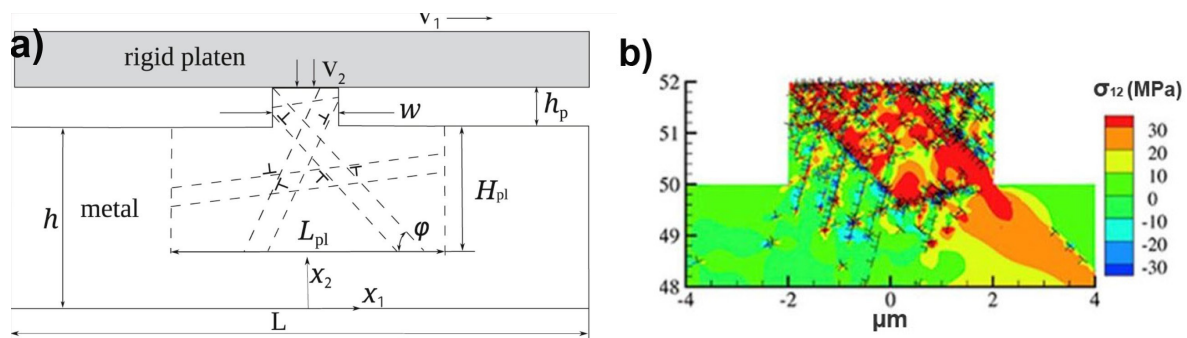 a)
V₁
rigid platen
V₂
w
hₚ
h
metal
Hₚₗ
Lₚₗ
φ
x₂
x₁
L
b)
52
51
50
49
48
-4
-2
0
2
4
μm
σ₁₂ (MPa)
30
20
10
0
-10
-20
-30